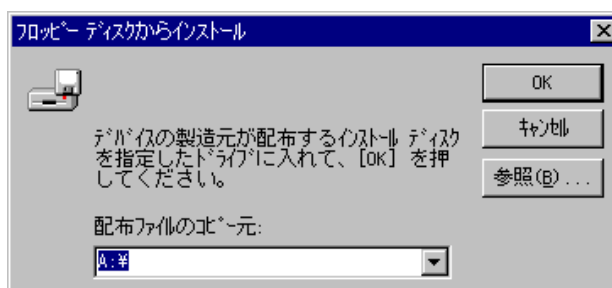 フロッピー ディスクからインストール
OK
デバイスの製造元が配布するインストール ディスク
を指定したドライブに入れて、[OK] を押
してください。
キャンセル
参照(B)...
配布ファイルのコピー元:
A:¥